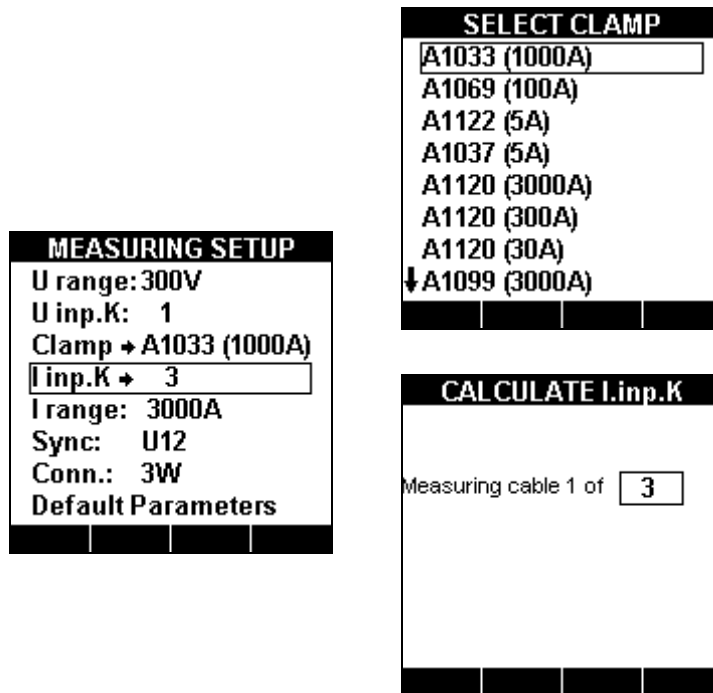 MEASURING SETUP
U range: 300V
U inp.K: 1
Clamp → A1033 (1000A)
I inp.K → 3
I range: 3000A
Sync: U12
Conn.: 3W
Default Parameters
SELECT CLAMP
A1033 (1000A)
A1069 (100A)
A1122 (5A)
A1037 (5A)
A1120 (3000A)
A1120 (300A)
A1120 (30A)
↓A1099 (3000A)
CALCULATE I.inp.K
Measuring cable 1 of 3